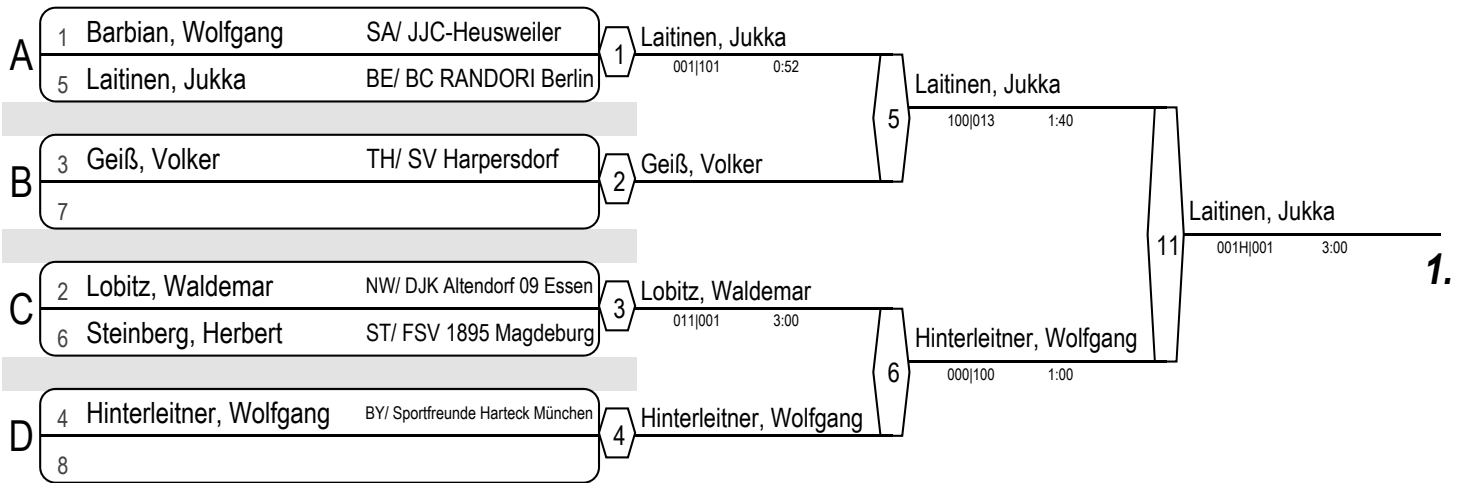 A
1 Barbian, Wolfgang SA/ JJC-Heusweiler
5 Laitinen, Jukka BE/ BC RANDORI Berlin
1
Laitinen, Jukka
001|101 0:52
B
3 Geiß, Volker TH/ SV Harpersdorf
7
2
Geiß, Volker
5
Laitinen, Jukka
100|013 1:40
C
2 Lobitz, Waldemar NW/ DJK Altendorf 09 Essen
6 Steinberg, Herbert ST/ FSV 1895 Magdeburg
3
Lobitz, Waldemar
011|001 3:00
D
4 Hinterleitner, Wolfgang BY/ Sportfreunde Harteck München
8
4
Hinterleitner, Wolfgang
6
Hinterleitner, Wolfgang
000|100 1:00
11
Laitinen, Jukka
001H|001 3:00
1.